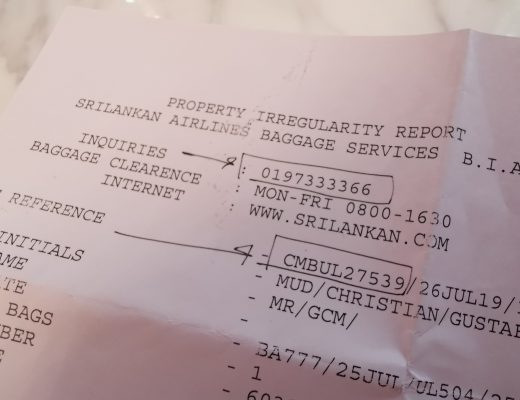 PROPERTY IRREGULARITY REPORT
SRILANKAN AIRLINES BAGGAGE SERVICES B.I.A
INQUIRIES : 0197333366
BAGGAGE CLEARENCE : MON-FRI 0800-1630
INTERNET : WWW.SRILANKAN.COM
REFERENCE - CMBUL27539/26JUL19/
INITIALS - MUD/CHRISTIAN/GUSTAF
- MR/GCM/
BAGS - BA777/25JUL/UL504/25
- 1